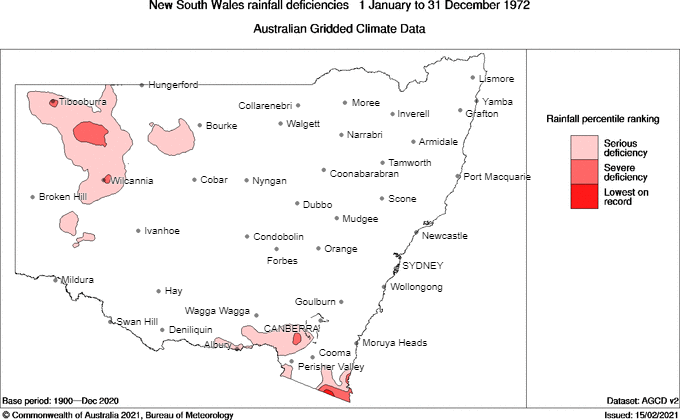 New South Wales rainfall deficiencies 1 January to 31 December 1972
Australian Gridded Climate Data
Lismore
Hungerford
Tibooburra
Collarenebri
Moree
Yamba
Inverell
Grafton
Bourke
Walgett
Narrabri
Armidale
Rainfall percentile ranking
Serious
deficiency
Severe
deficiency
Lowest on
record
Tamworth
Coonabarabran
Wilcannia
Cobar
Nyngan
Port Macquarie
Broken Hill
Dubbo
Scone
Mudgee
Ivanhoe
Condobolin
Newcastle
Orange
Forbes
SYDNEY
Mildura
Hay
Wollongong
Goulburn
Wagga Wagga
Swan Hill
Deniliquin
CANBERRA
Albury
Moruya Heads
Cooma
Perisher Valley
Base period: 1900—Dec 2020
Dataset: AGCD v2
© Commonwealth of Australia 2021, Bureau of Meteorology
Issued: 15/02/2021